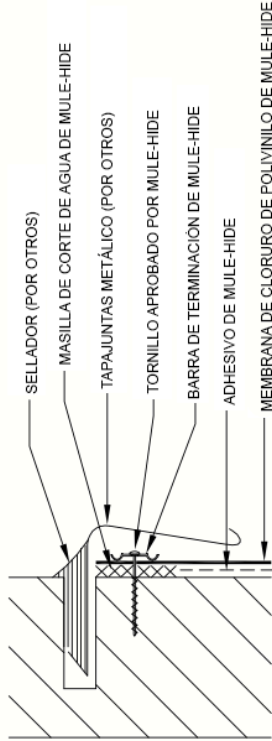 SELLADOR (POR OTROS)
MASILLA DE CORTE DE AGUA DE MULE-HIDE
TAPAJUNTAS METÁLICO (POR OTROS)
TORNILLO APROBADO POR MULE-HIDE
BARRA DE TERMINACIÓN DE MULE-HIDE
ADHESIVO DE MULE-HIDE
MEMBRANA DE CLORURO DE POLIVINILO DE MULE-HIDE